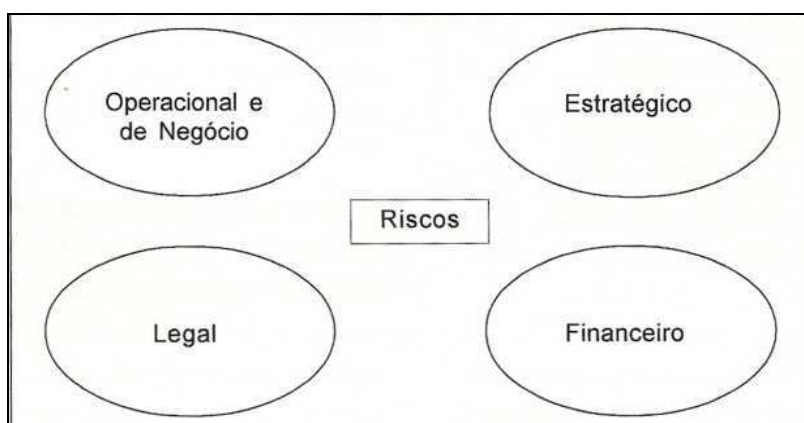 Operacional e
de Negócio
Estratégico
Riscos
Legal
Financeiro